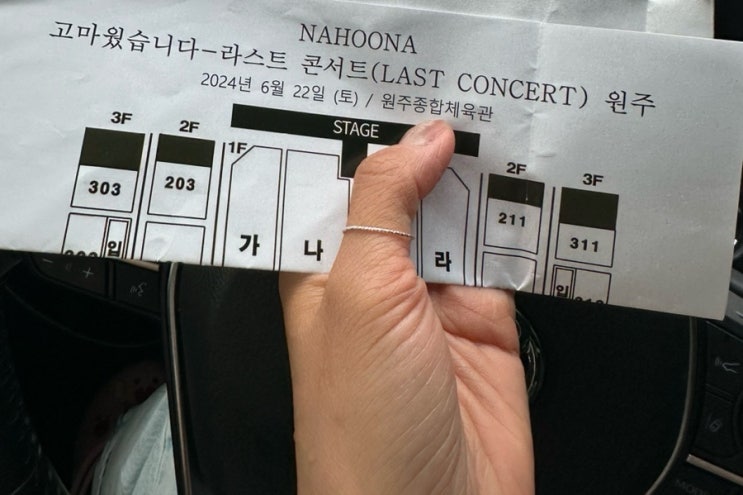 NAHOONA
고마웠습니다-라스트 콘서트(LAST CONCERT) 원주
2024년 6월 22일 (토) / 원주종합체육관
3F 2F 1F STAGE 2F 3F
303 203 211 311
가 나 라
입 입